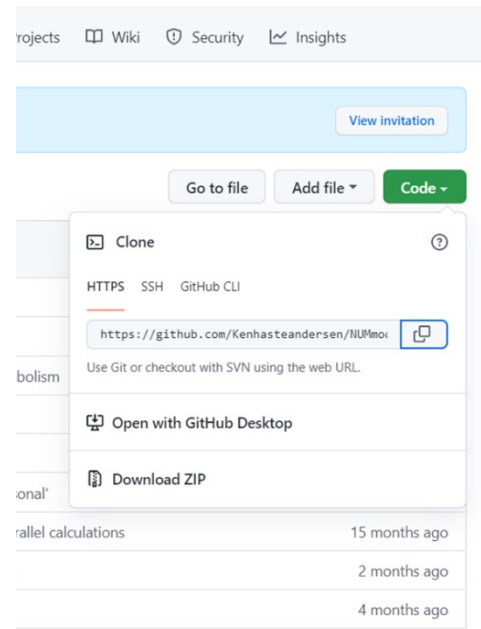 rojects Wiki Security Insights
View invitation
Go to file Add file Code
Clone
HTTPS SSH GitHub CLI
https://github.com/Kenhasteandersen/NUMmoc
Use Git or checkout with SVN using the web URL.
bolism
Open with GitHub Desktop
Download ZIP
sonal'
rallel calculations 15 months ago
2 months ago
4 months ago